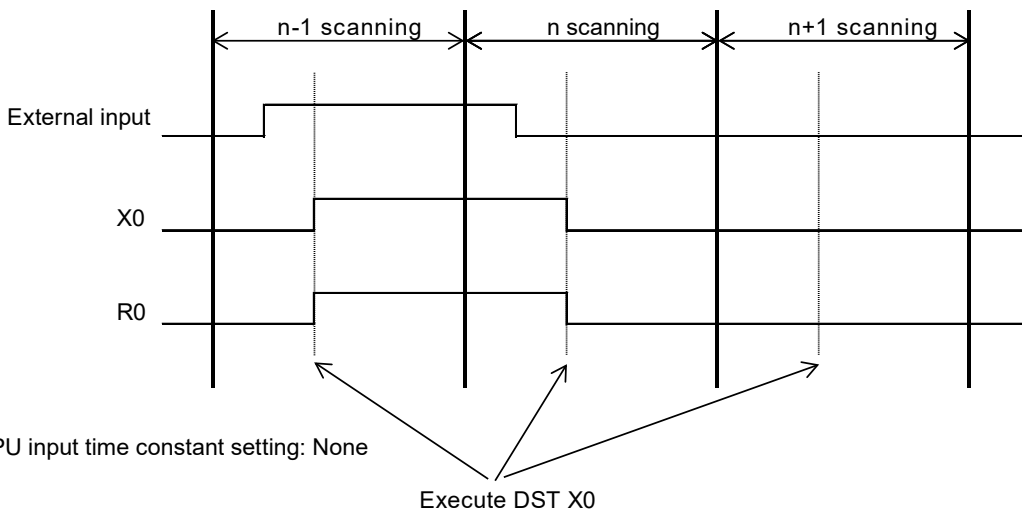 n-1 scanning n scanning n+1 scanning
External input
X0
R0
PU input time constant setting: None
Execute DST X0